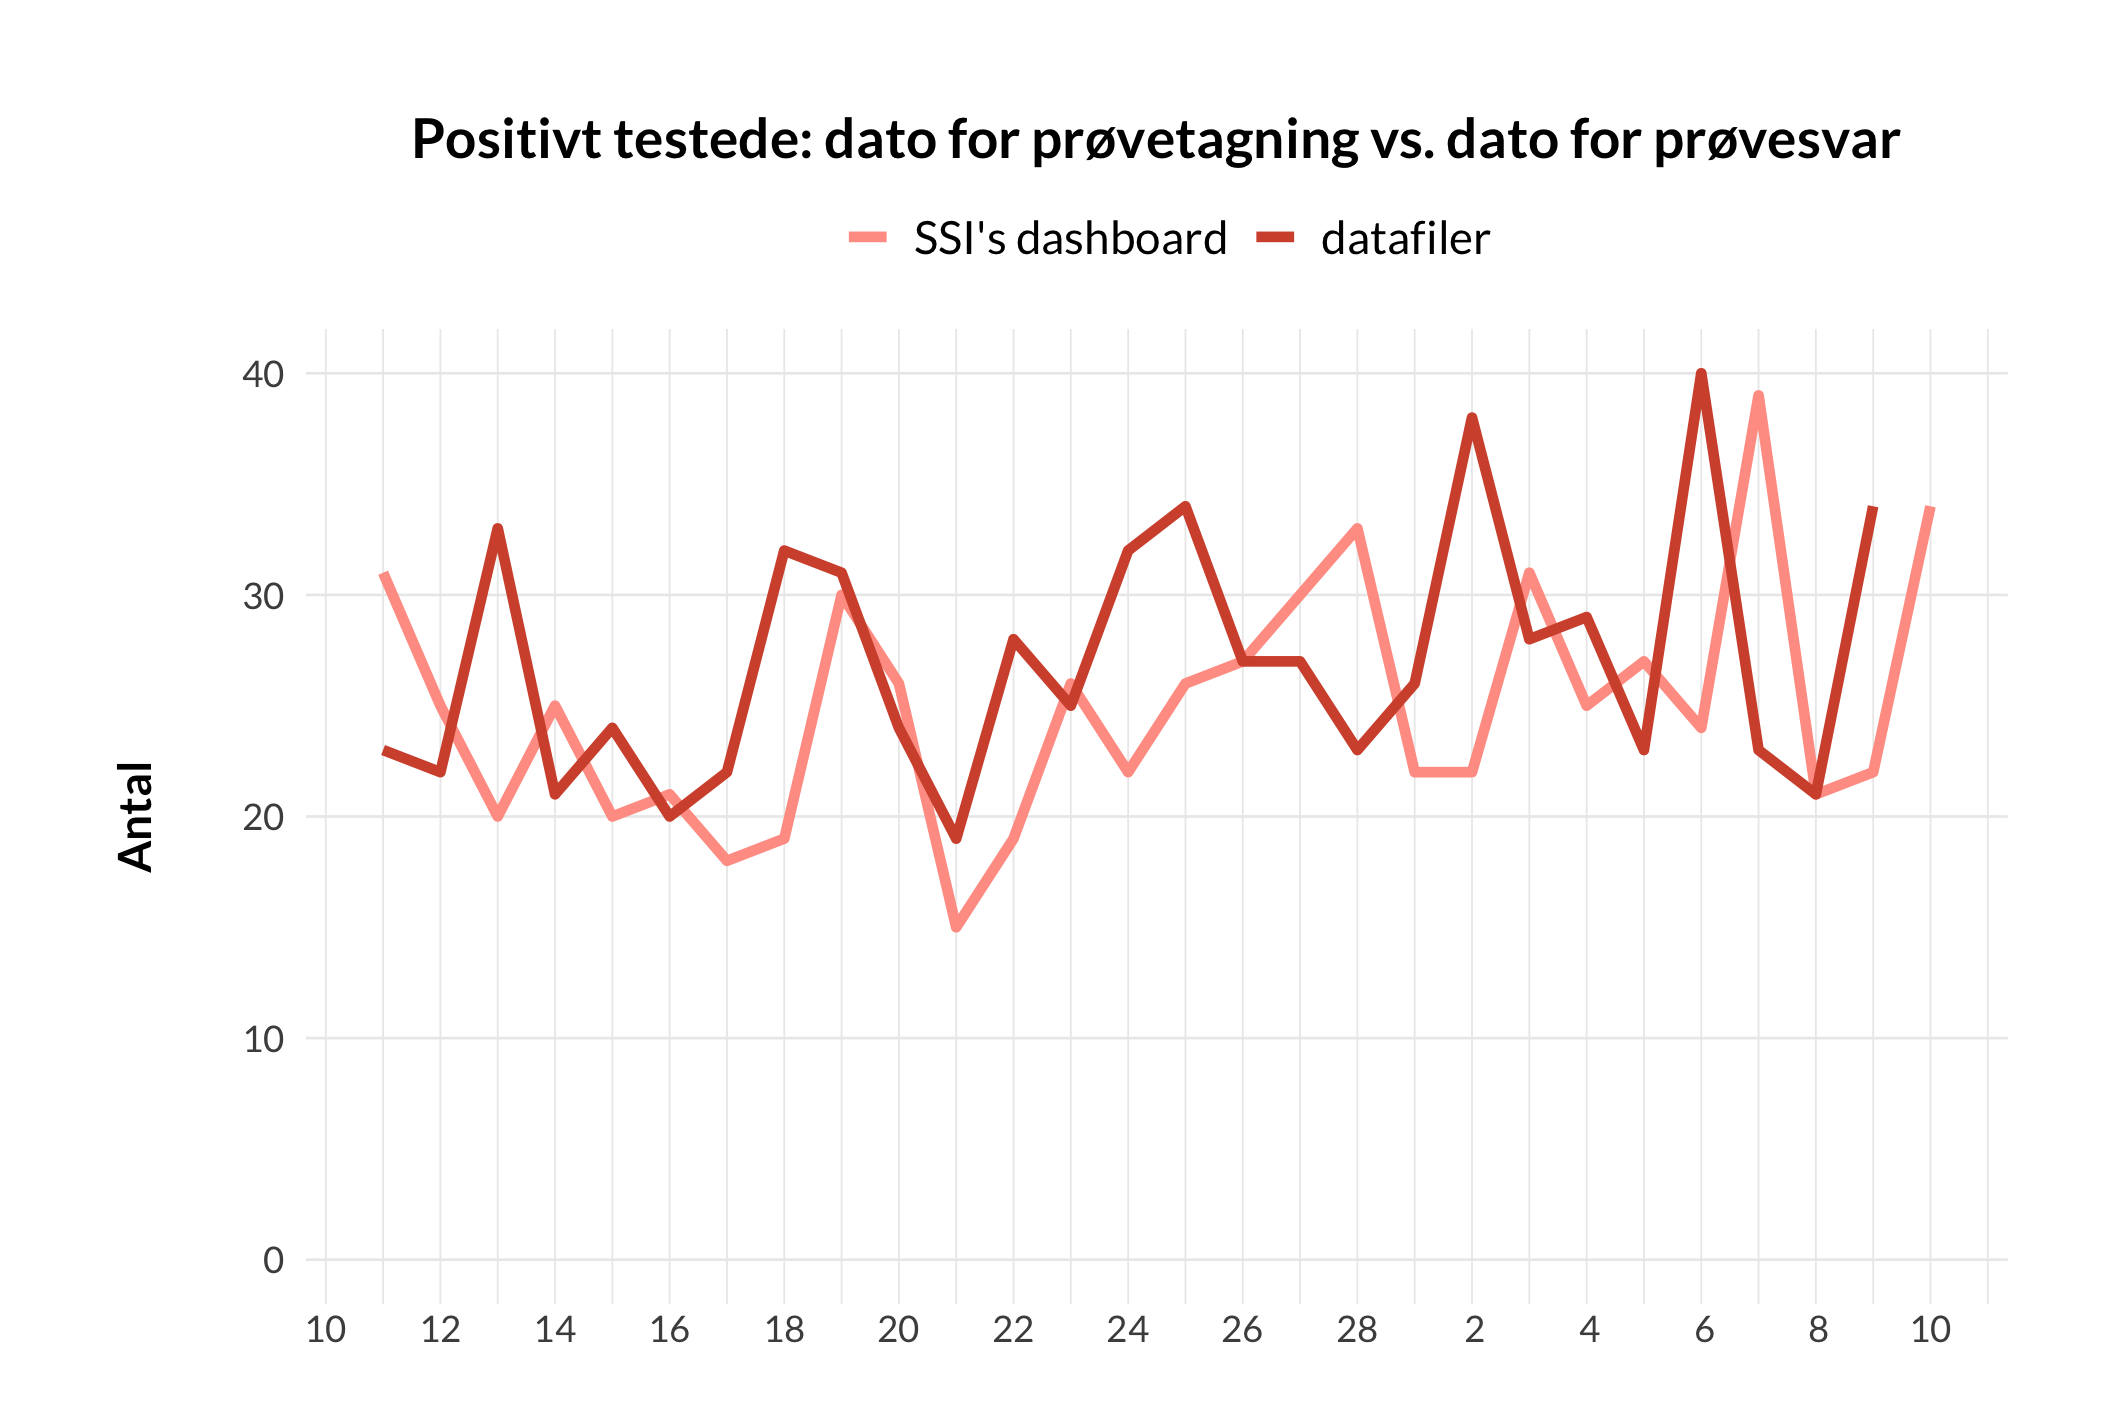 Positivt testede: dato for prøvetagning vs. dato for prøvesvar
SSI's dashboard datafiler
Antal
40
30
20
10
0
10 12 14 16 18 20 22 24 26 28 2 4 6 8 10